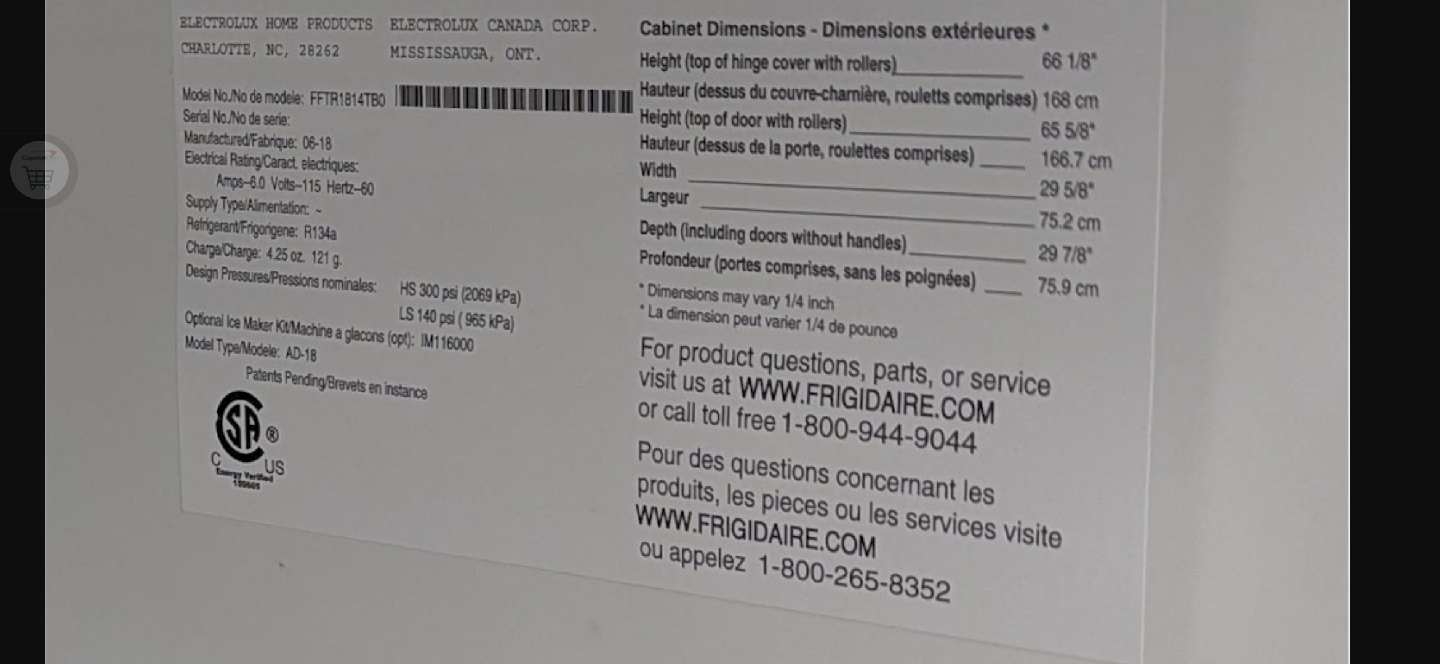 ELECTROLUX HOME PRODUCTS ELECTROLUX CANADA CORP.
CHARLOTTE, NC, 28262 MISSISSAUGA, ONT.
Model No./No de modele: FFTR1814TB0
Serial No./No de serie:
Manufactured/Fabrique: 06-18
Electrical Rating/Caract. electriques:
Amps–6.0 Volts–115 Hertz–60
Supply Type/Alimentation: ~
Refrigerant/Frigorigene: R134a
Charge/Charge: 4.25 oz. 121 g.
Design Pressures/Pressions nominales: HS 300 psi (2069 kPa)
LS 140 psi ( 965 kPa)
Optional Ice Maker Kit/Machine a glacons (opt): IM116000
Model Type/Modele: AD-18
Patents Pending/Brevets en instance
SA ®
C US
Energy Verified
Cabinet Dimensions - Dimensions extérieures *
Height (top of hinge cover with rollers) 66 1/8"
Hauteur (dessus du couvre-charnière, rouletts comprises) 168 cm
Height (top of door with rollers) 65 5/8"
Hauteur (dessus de la porte, roulettes comprises) 166.7 cm
Width 29 5/8"
Largeur 75.2 cm
Depth (including doors without handles) 29 7/8"
Profondeur (portes comprises, sans les poignées) 75.9 cm
* Dimensions may vary 1/4 inch
* La dimension peut varier 1/4 de pounce
For product questions, parts, or service
visit us at WWW.FRIGIDAIRE.COM
or call toll free 1-800-944-9044
Pour des questions concernant les
produits, les pieces ou les services visite
WWW.FRIGIDAIRE.COM
ou appelez 1-800-265-8352